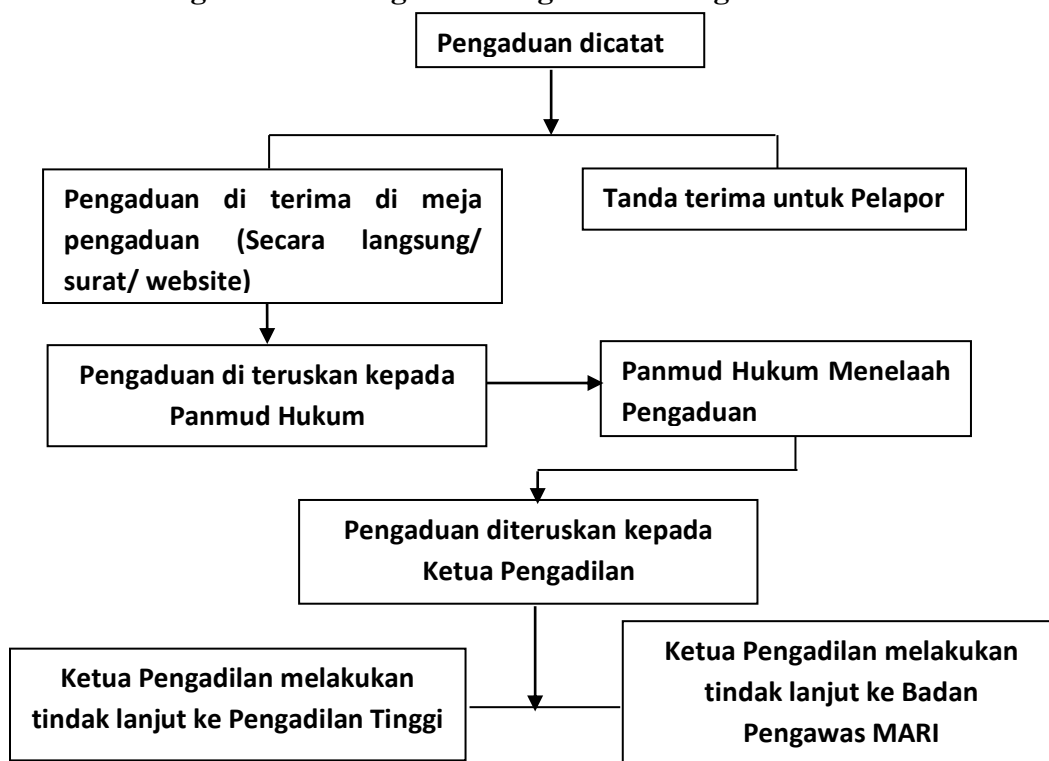 Pengaduan dicatat
Pengaduan di terima di meja
pengaduan (Secara langsung/
surat/ website)
Tanda terima untuk Pelapor
Pengaduan di teruskan kepada
Panmud Hukum
Panmud Hukum Menelaah
Pengaduan
Pengaduan diteruskan kepada
Ketua Pengadilan
Ketua Pengadilan melakukan
tindak lanjut ke Pengadilan Tinggi
Ketua Pengadilan melakukan
tindak lanjut ke Badan
Pengawas MARI